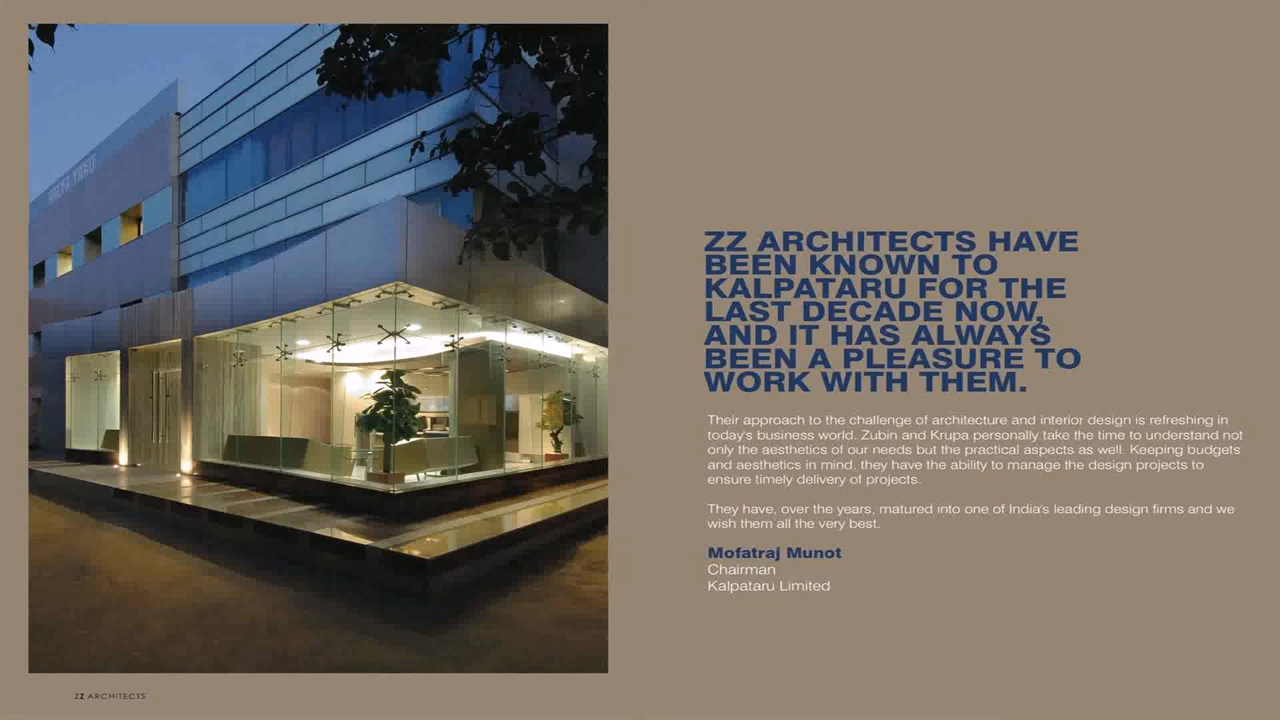 ZZ ARCHITECTS HAVE
BEEN KNOWN TO
KALPATARU FOR THE
LAST DECADE NOW,
AND IT HAS ALWAYS
BEEN A PLEASURE TO
WORK WITH THEM.
Their approach to the challenge of architecture and interior design is refreshing in
today's business world. Zubin and Krupa personally take the time to understand not
only the aesthetics of our needs but the practical aspects as well. Keeping budgets
and aesthetics in mind, they have the ability to manage the design projects to
ensure timely delivery of projects.
They have, over the years, matured into one of India's leading design firms and we
wish them all the very best.
Mofatraj Munot
Chairman
Kalpataru Limited
ZZ ARCHITECTS